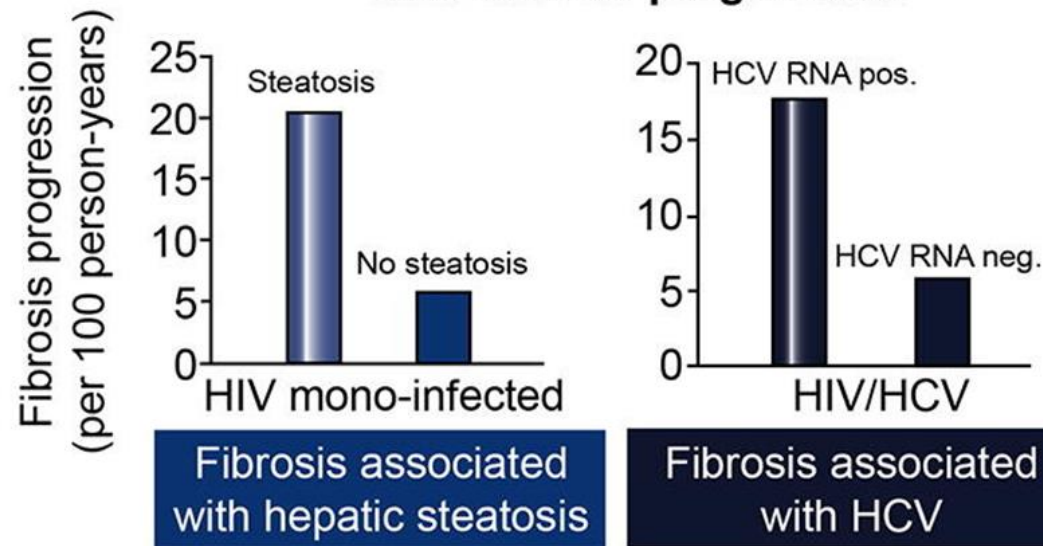 Fibrosis progression
(per 100 person-years)
25
20
15
10
5
0
Steatosis
No steatosis
HIV mono-infected
Fibrosis associated
with hepatic steatosis
20
15
10
5
0
HCV RNA pos.
HCV RNA neg.
HIV/HCV
Fibrosis associated
with HCV